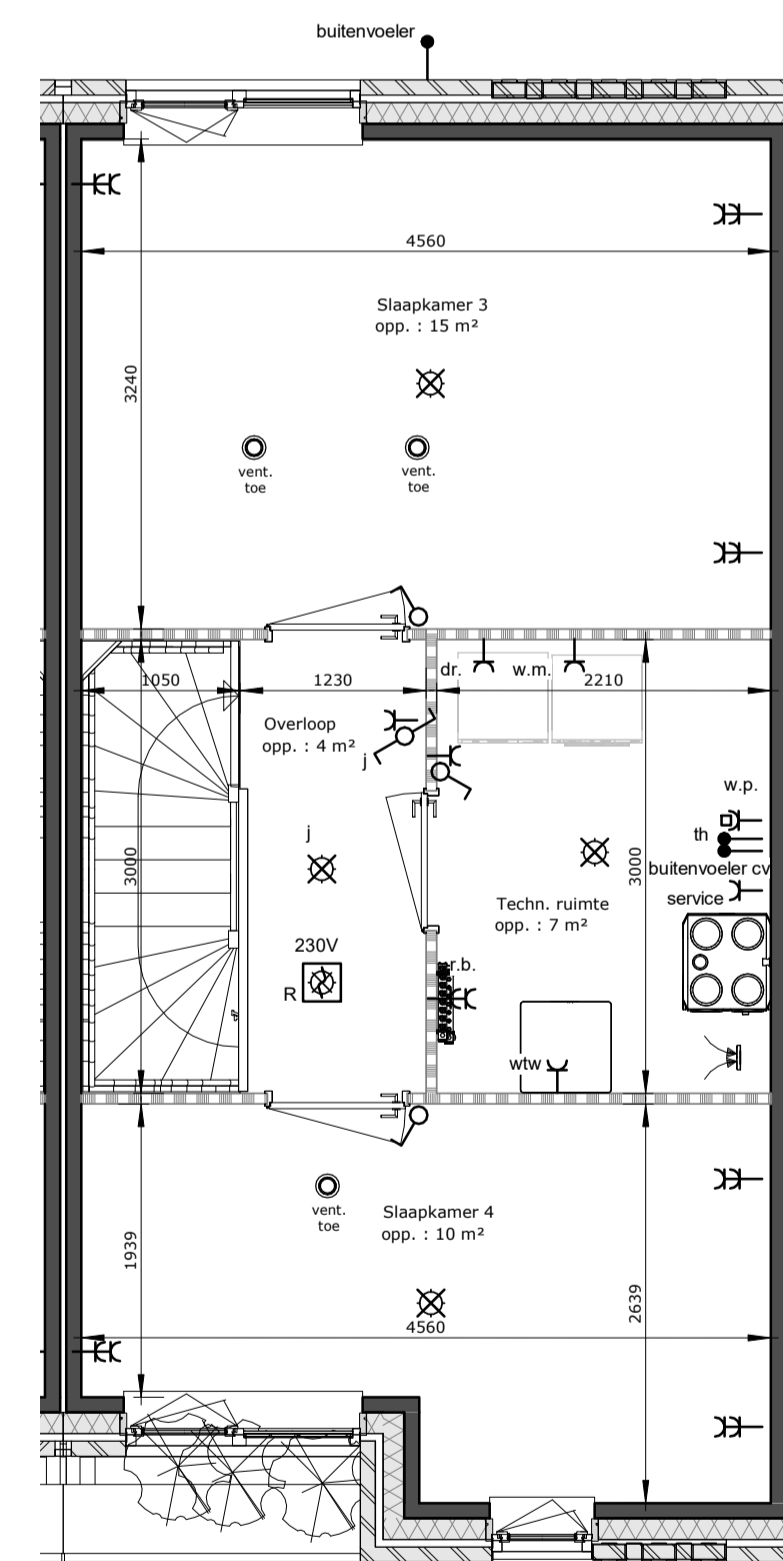 buitenvoeler
4560
Slaapkamer 3
opp. : 15 m²
3240
vent.
toe
vent.
toe
dr.
w.m.
1050
1230
2210
Overloop
opp. : 4 m²
j
w.p.
j
th
3000
3000
buitenvoeler cv
service
Techn. ruimte
opp. : 7 m²
230V
r.b.
R
wtw
vent.
toe
Slaapkamer 4
opp. : 10 m²
1939
2639
4560